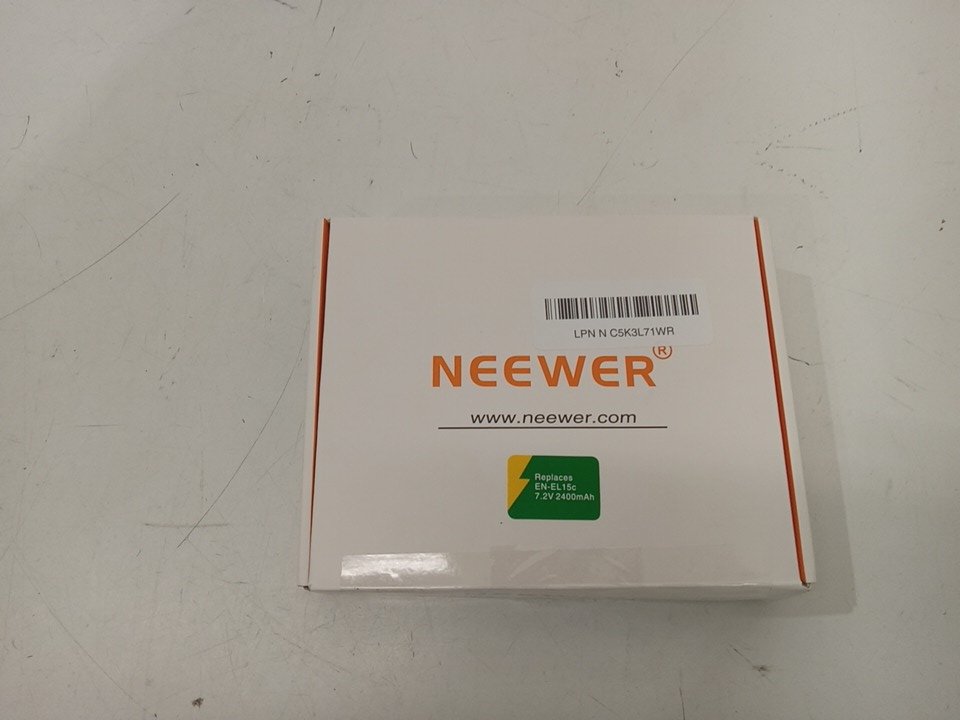 LPN N C5K3L71WR
NEEWER®
www.neewer.com
Replaces
EN-EL15c
7.2V 2400mAh